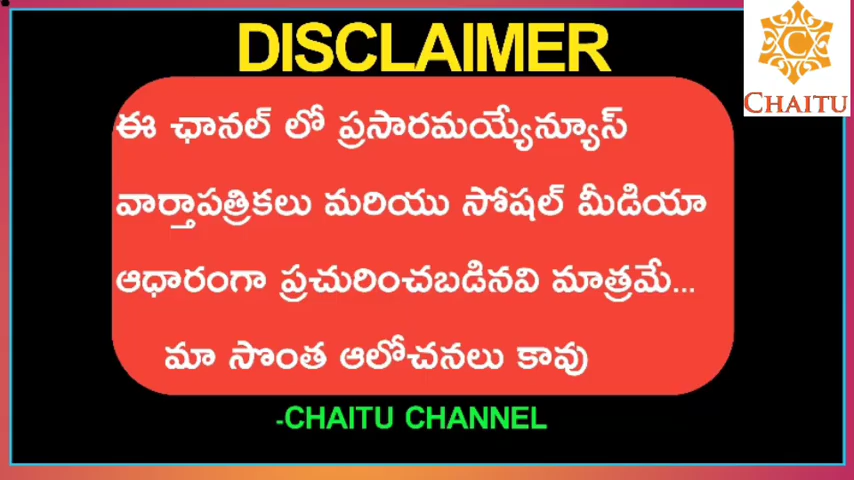 DISCLAIMER
C
CHAITU
ఈ ఛానల్ లో ప్రసారమయ్యేన్యూస్
వార్తాపత్రికలు మరియు సోషల్ మీడియా
ఆధారంగా ప్రచురించబడినవి మాత్రమే...
మా సొంత ఆలోచనలు కావు
-CHAITU CHANNEL